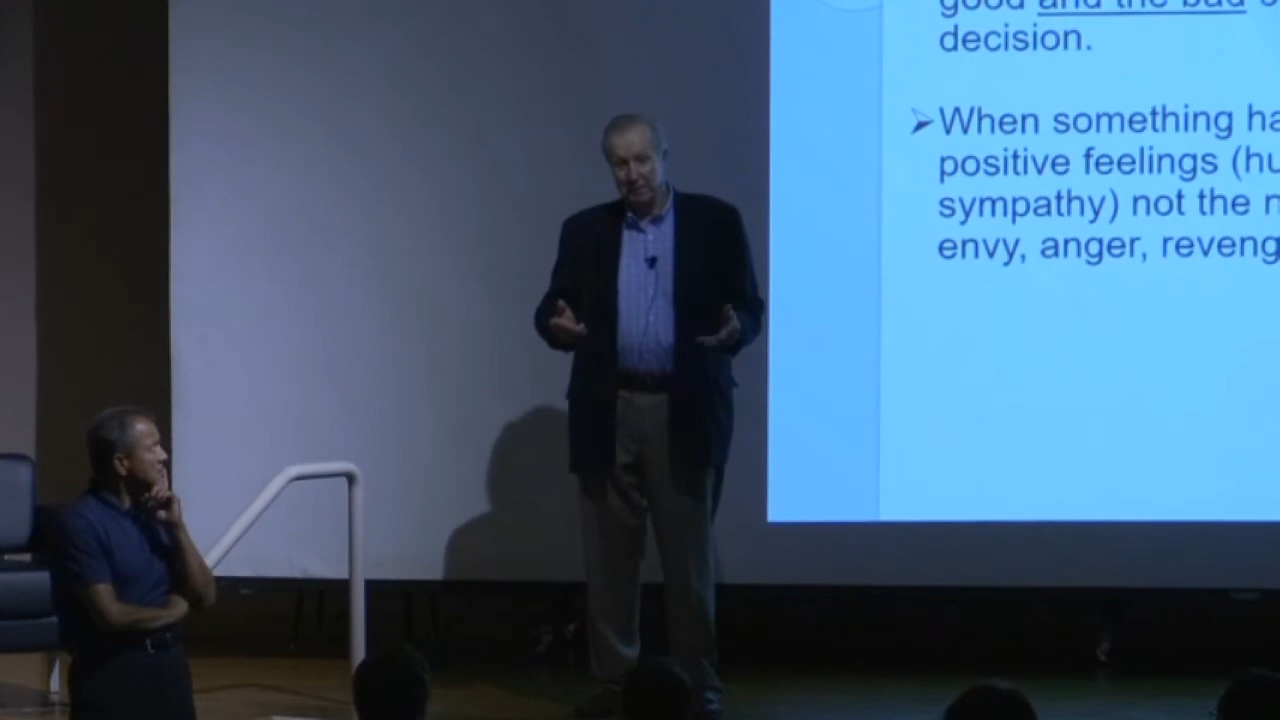 good and the bad
decision.
➢When something ha
positive feelings (hu
sympathy) not the n
envy, anger, reveng